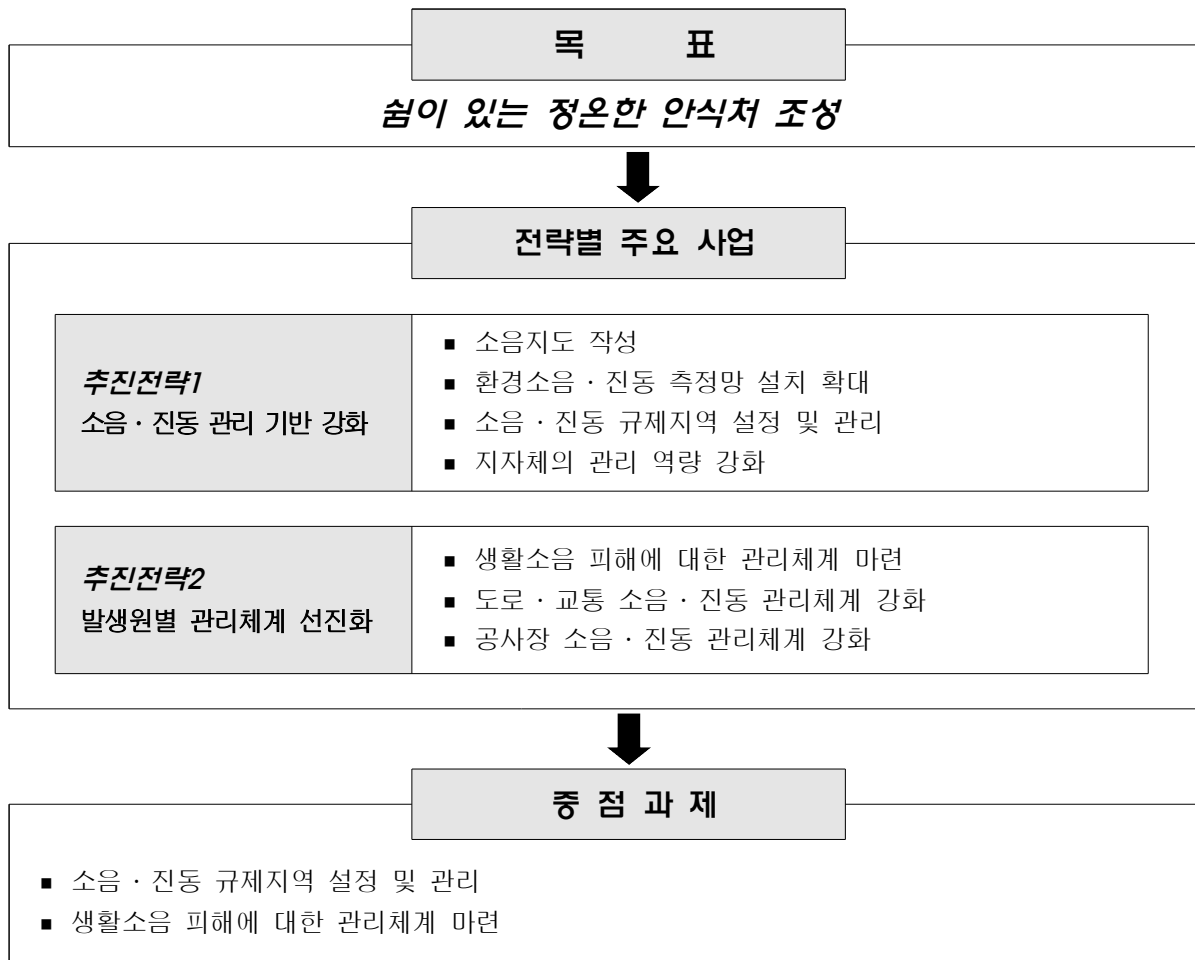 목 표
쉼이 있는 정온한 안식처 조성
전략별 주요 사업
추진전략1
소음·진동 관리 기반 강화
■ 소음지도 작성
■ 환경소음·진동 측정망 설치 확대
■ 소음·진동 규제지역 설정 및 관리
■ 지자체의 관리 역량 강화
추진전략2
발생원별 관리체계 선진화
■ 생활소음 피해에 대한 관리체계 마련
■ 도로·교통 소음·진동 관리체계 강화
■ 공사장 소음·진동 관리체계 강화
중 점 과 제
■ 소음·진동 규제지역 설정 및 관리
■ 생활소음 피해에 대한 관리체계 마련